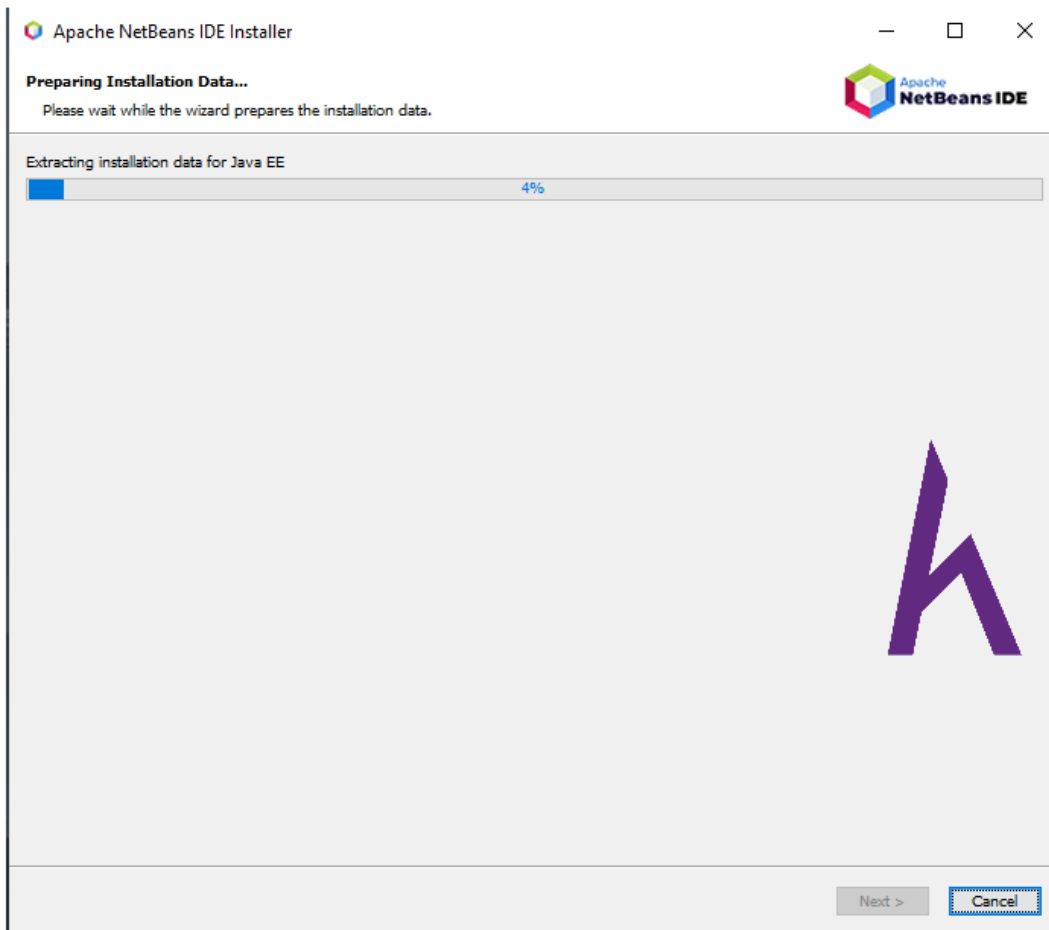 Apache NetBeans IDE Installer
Preparing Installation Data...
Please wait while the wizard prepares the installation data.
Apache
NetBeans IDE
Extracting installation data for Java EE
4%
h
Next >
Cancel